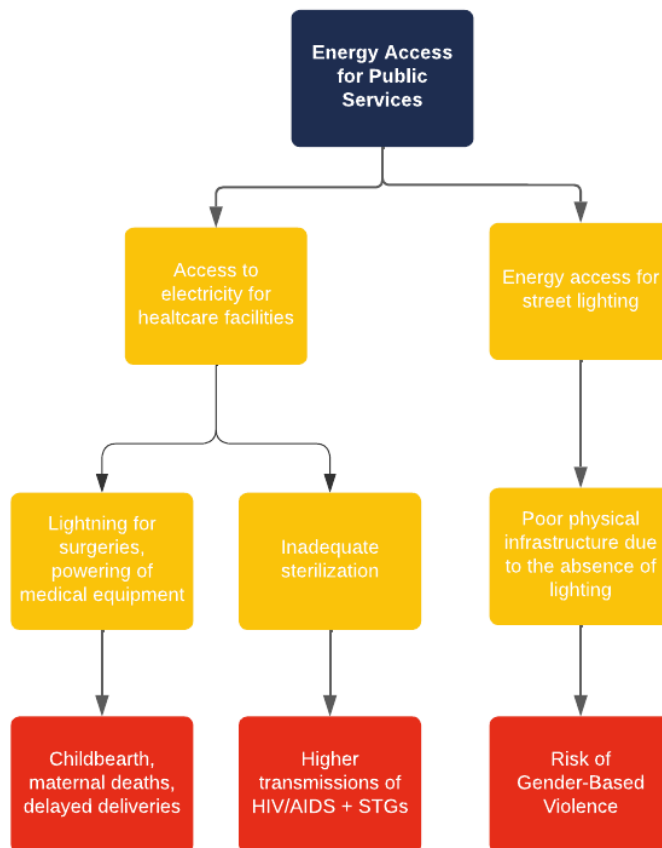 Energy Access
for Public
Services
Access to
electricity for
healtcare facilities
Energy access for
street lighting
Lightning for
surgeries,
powering of
medical equipment
Inadequate
sterilization
Poor physical
infrastructure due
to the absence of
lighting
Childbearth,
maternal deaths,
delayed deliveries
Higher
transmissions of
HIV/AIDS + STGs
Risk of
Gender-Based
Violence